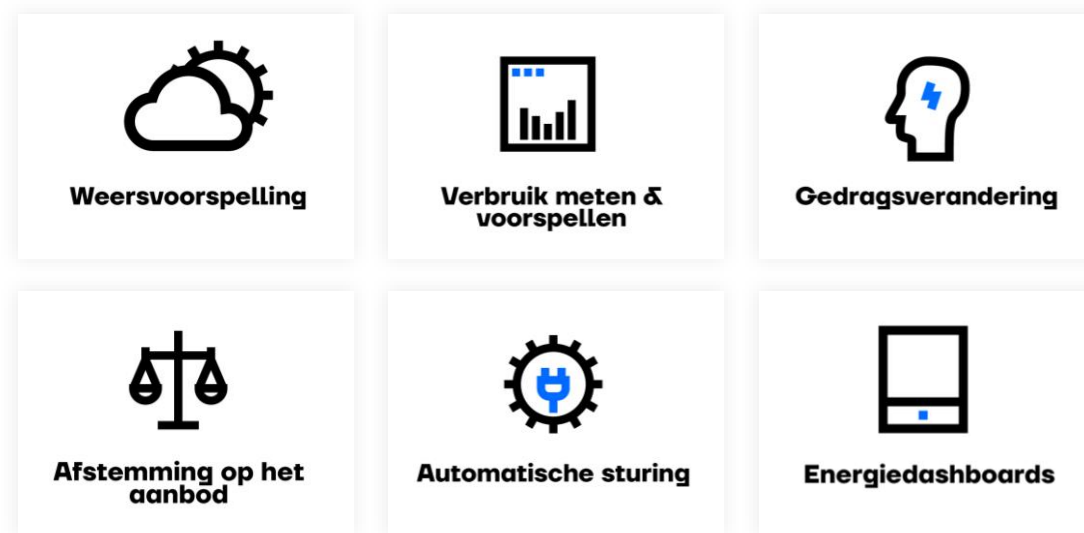 Weersvoorspelling
Verbruik meten &
voorspellen
Gedragsverandering
Afstemming op het
aanbod
Automatische sturing
Energiedashboards